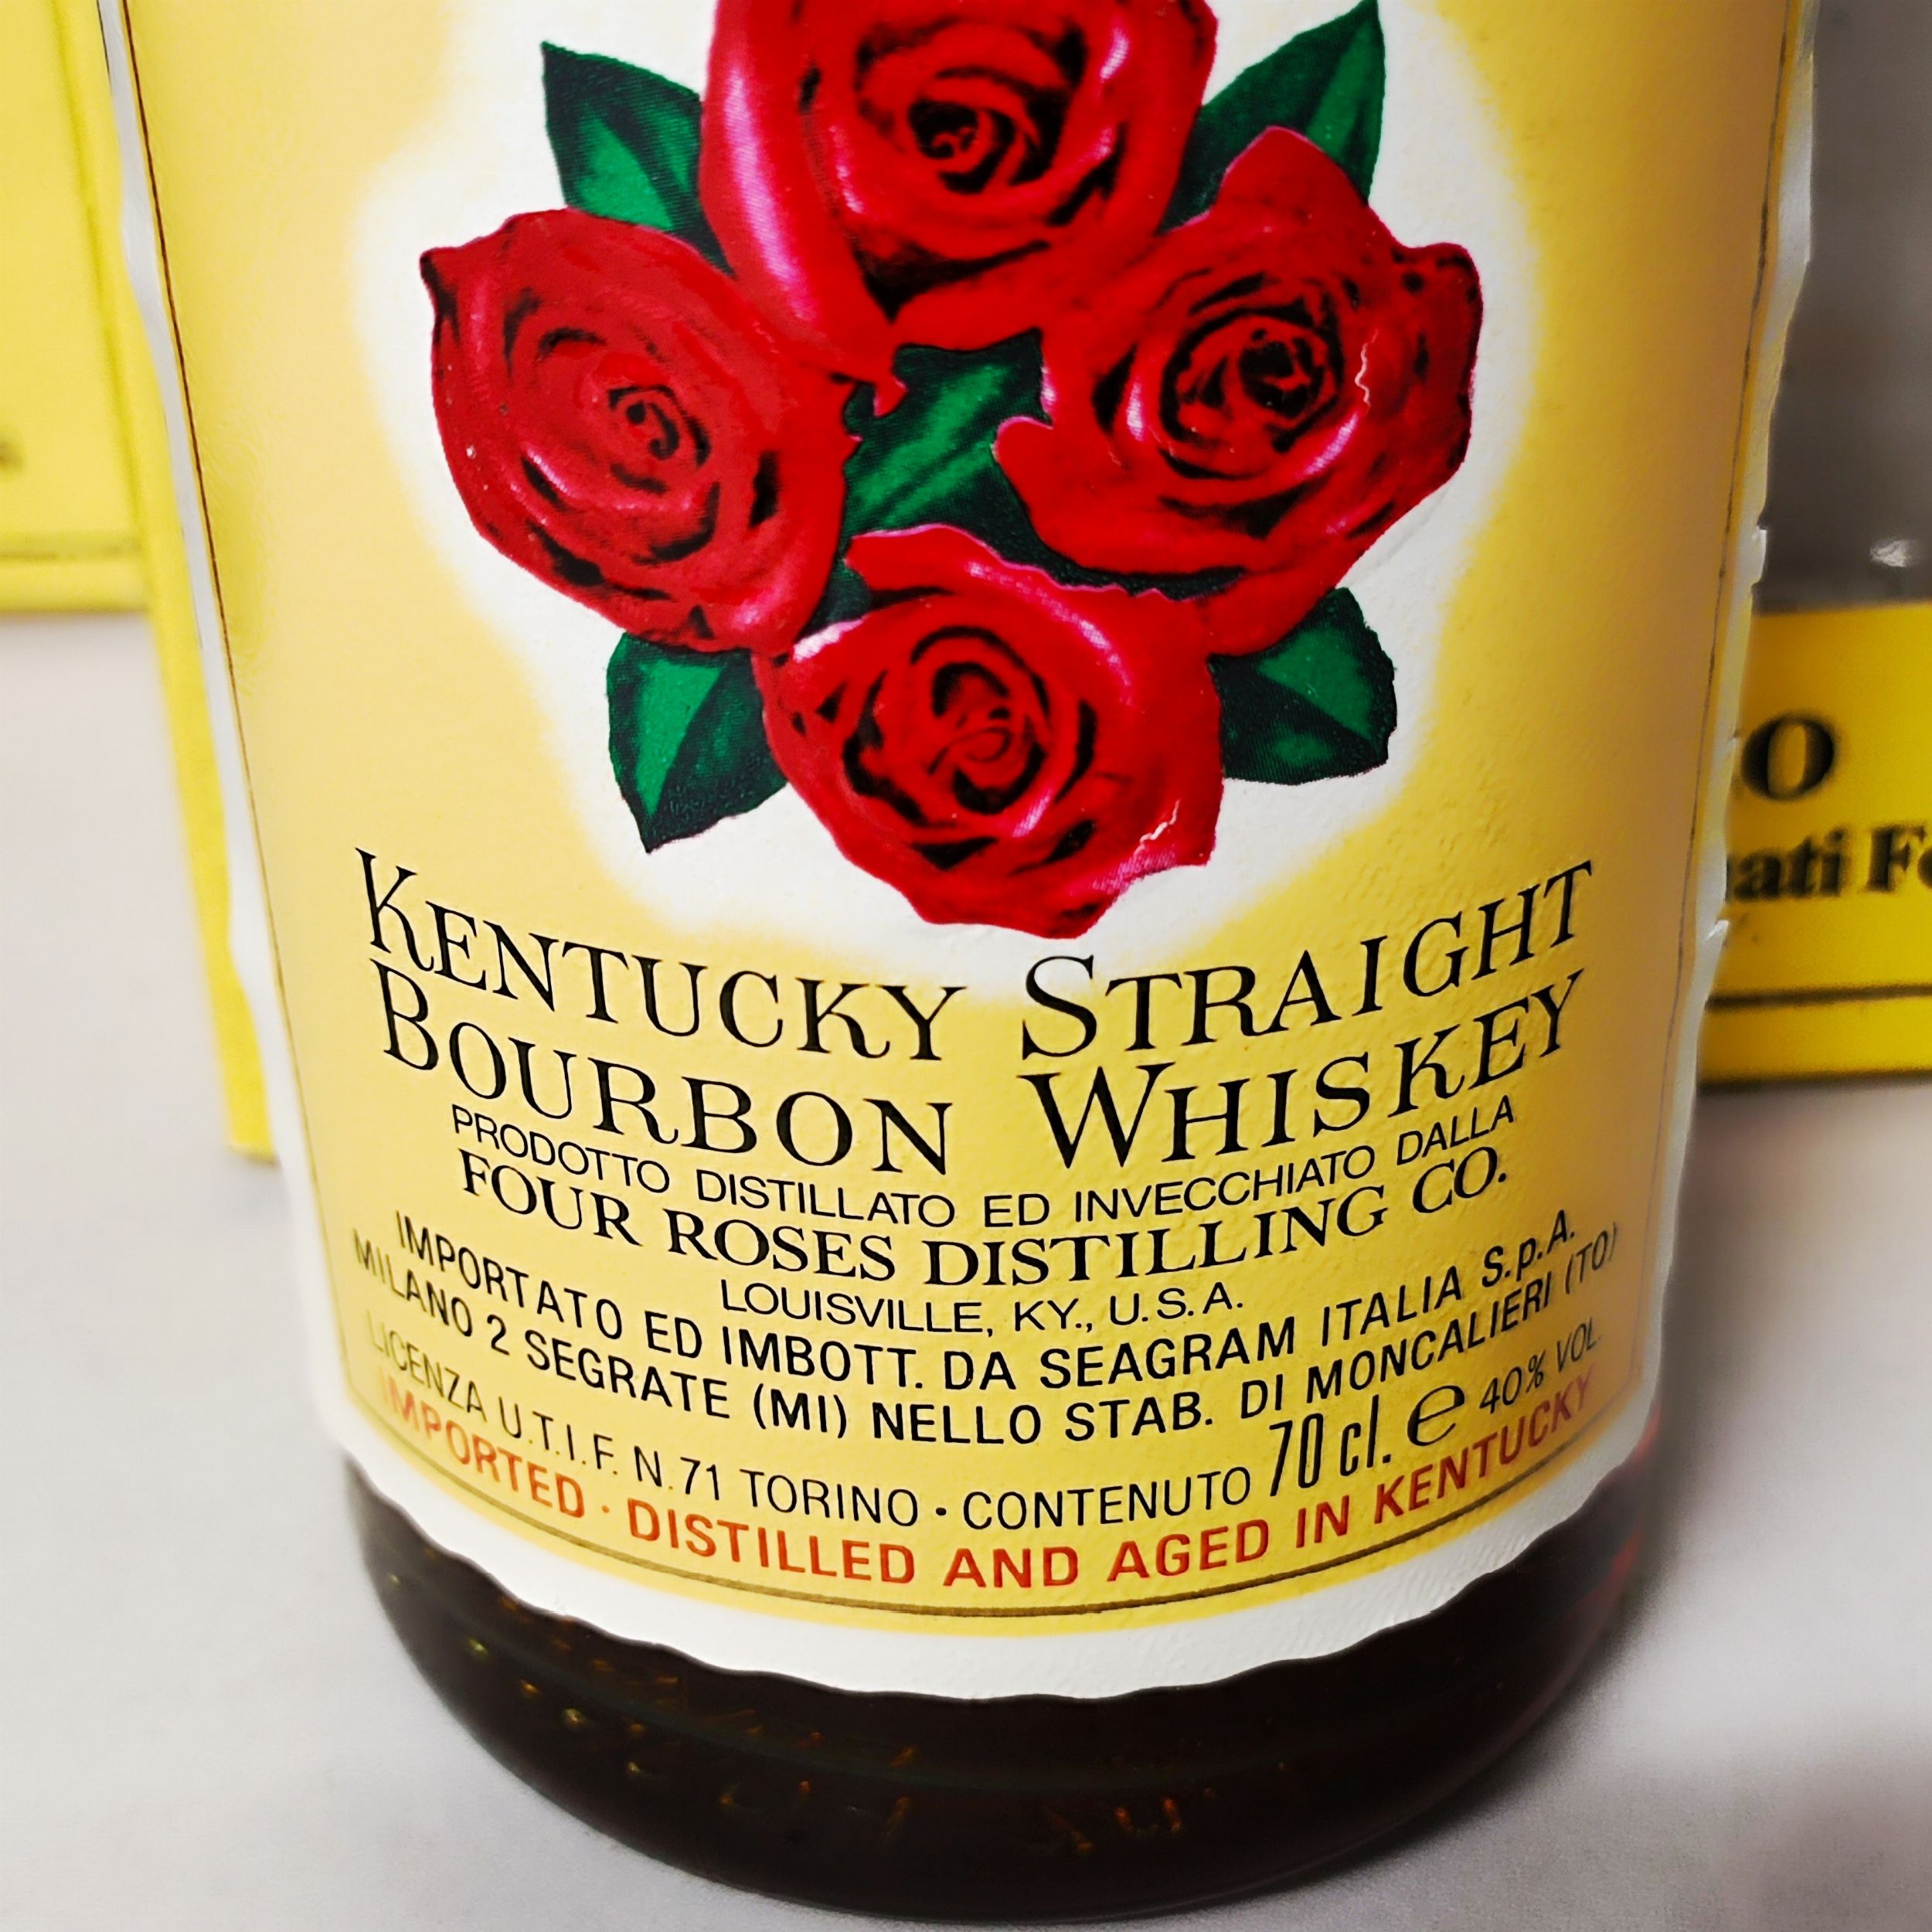 KENTUCKY STRAIGHT
BOURBON WHISKEY
PRODOTTO DISTILLATO ED INVECCHIATO DALLA
FOUR ROSES DISTILLING CO.
LOUISVILLE, KY., U.S.A.
IMPORTATO ED IMBOTT. DA SEAGRAM ITALIA S.p.A.
MILANO 2 SEGRATE (MI) NELLO STAB. DI MONCALIERI (TO)
LICENZA U.T.I.F. N.71 TORINO • CONTENUTO 70 cl. e 40% VOL.
IMPORTED · DISTILLED AND AGED IN KENTUCKY